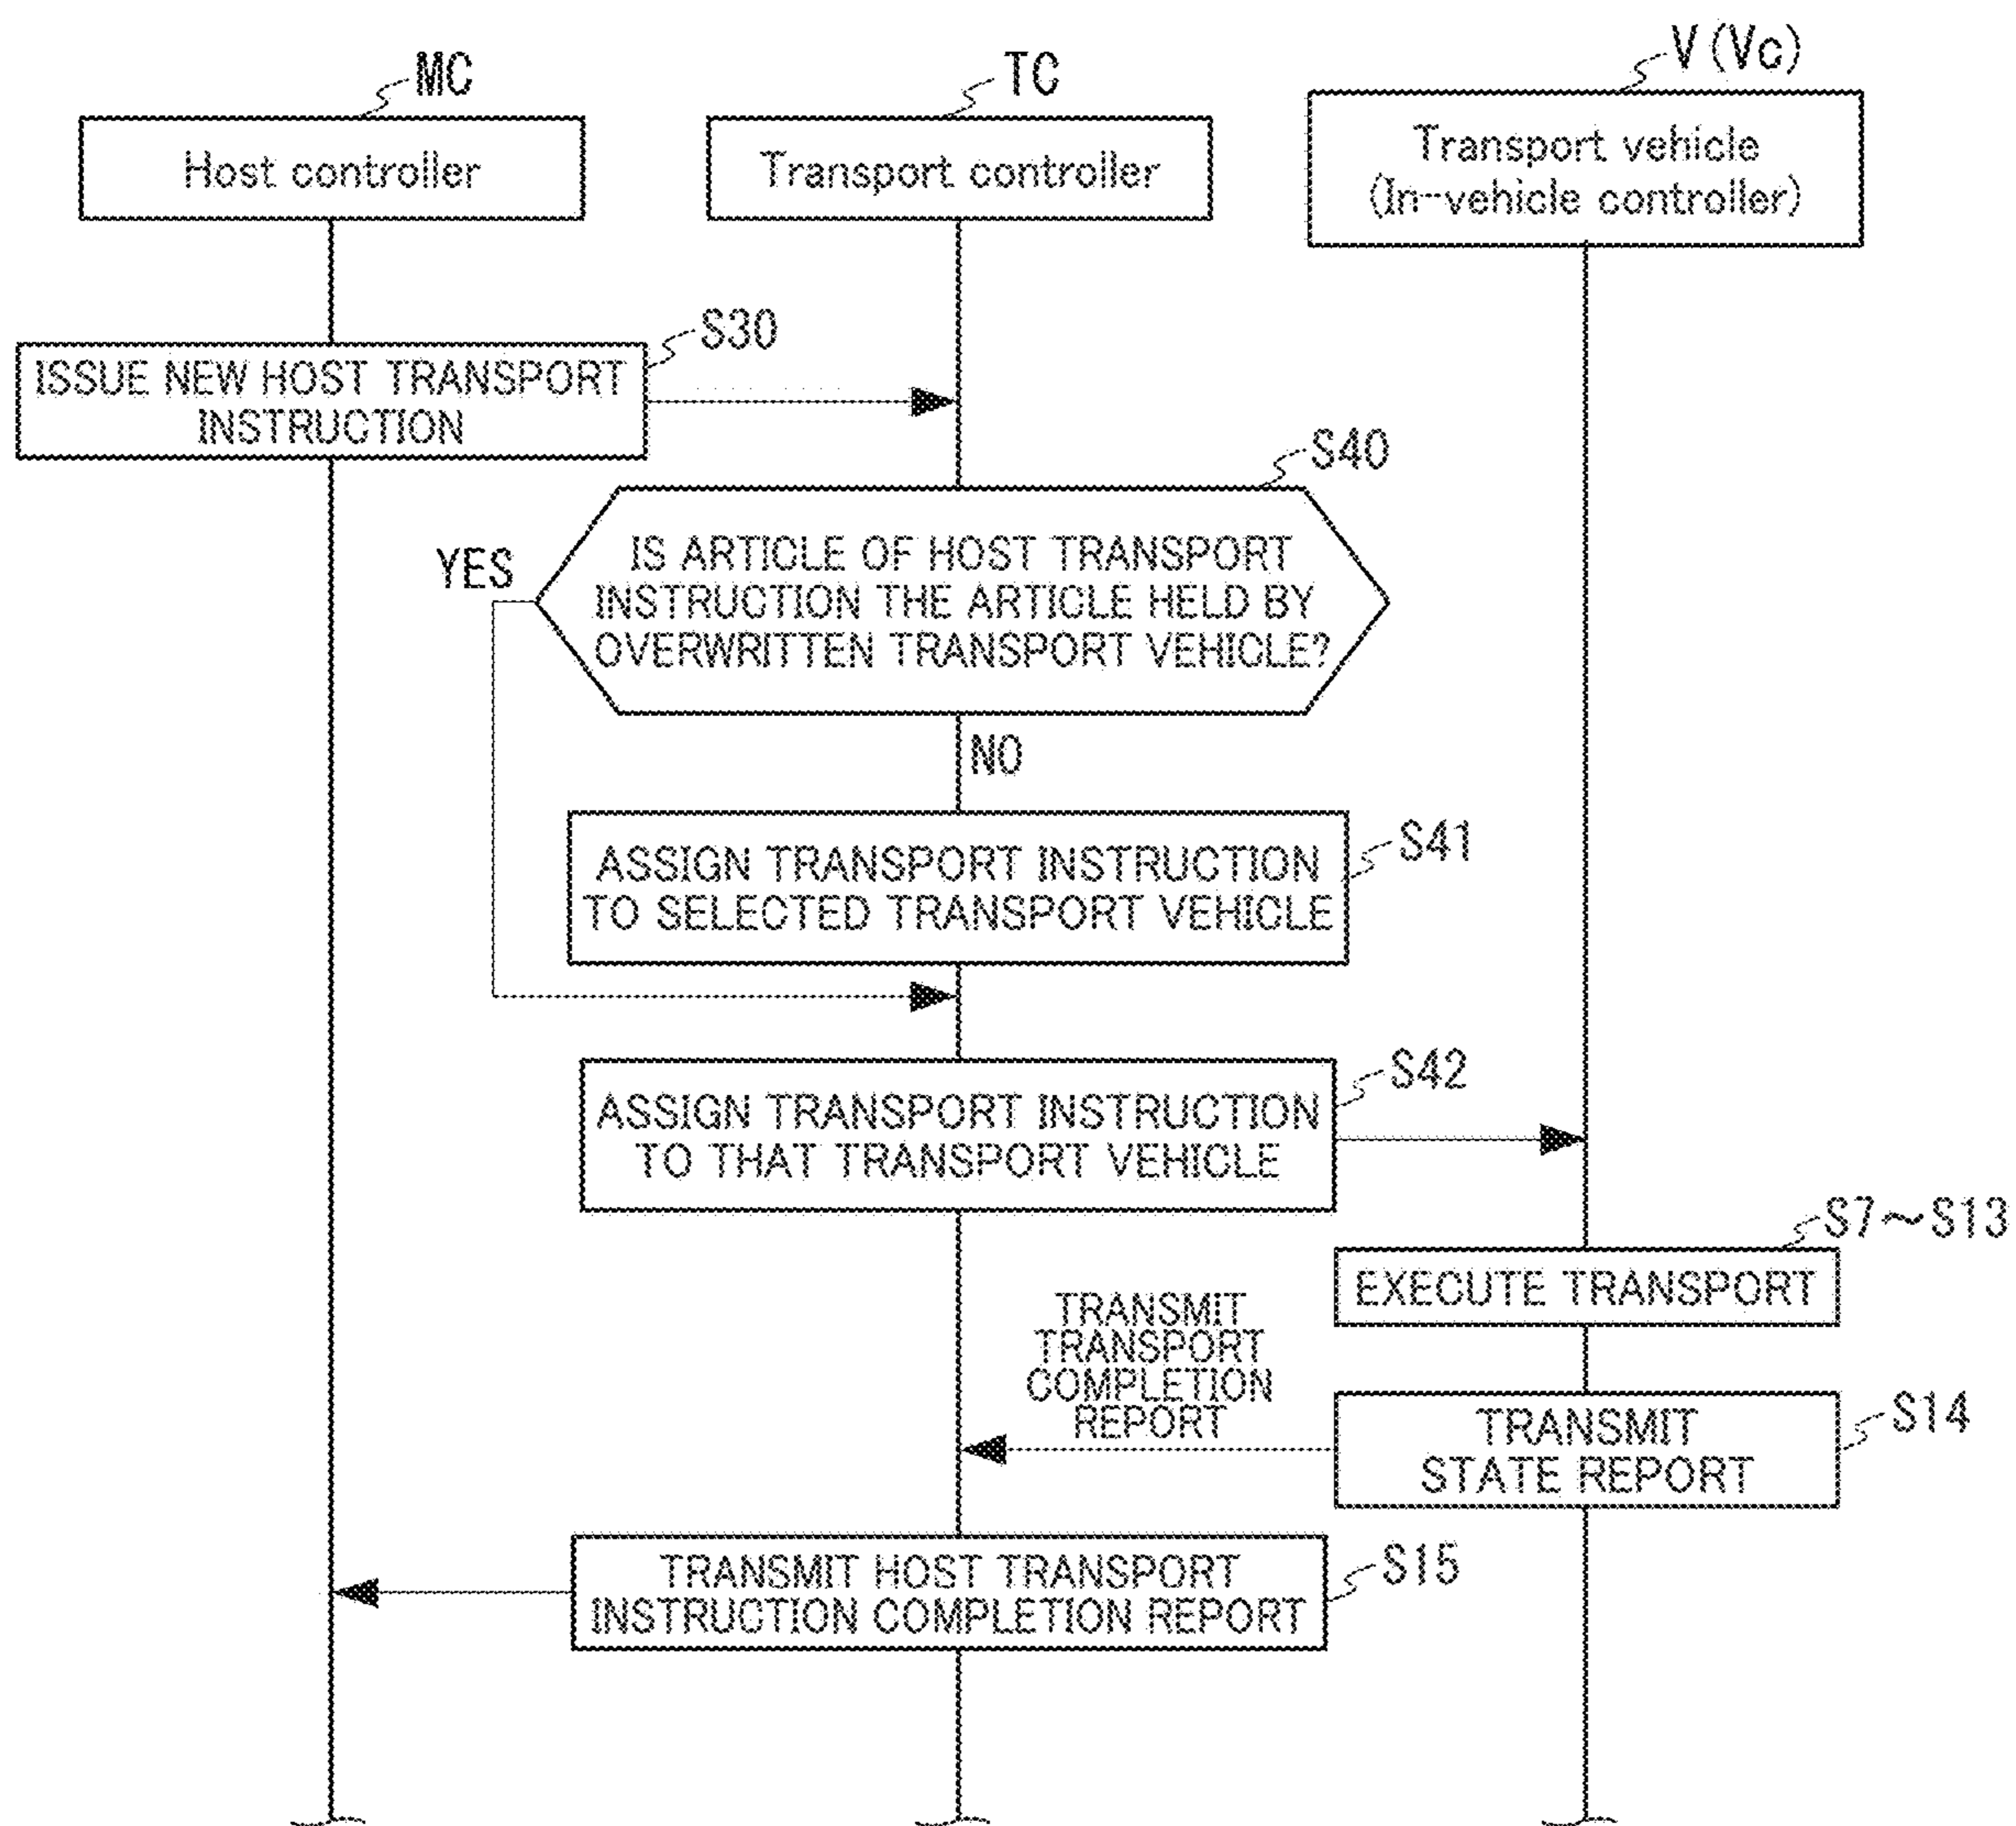 MC
TC
V(Vc)
Host controller
Transport controller
Transport vehicle
(In-vehicle controller)
S30
ISSUE NEW HOST TRANSPORT
INSTRUCTION
S40
YES
IS ARTICLE OF HOST TRANSPORT
INSTRUCTION THE ARTICLE HELD BY
OVERWRITTEN TRANSPORT VEHICLE?
NO
S41
ASSIGN TRANSPORT INSTRUCTION
TO SELECTED TRANSPORT VEHICLE
S42
ASSIGN TRANSPORT INSTRUCTION
TO THAT TRANSPORT VEHICLE
S7～S13
EXECUTE TRANSPORT
TRANSMIT
TRANSPORT
COMPLETION
REPORT
S14
TRANSMIT
STATE REPORT
S15
TRANSMIT HOST TRANSPORT
INSTRUCTION COMPLETION REPORT